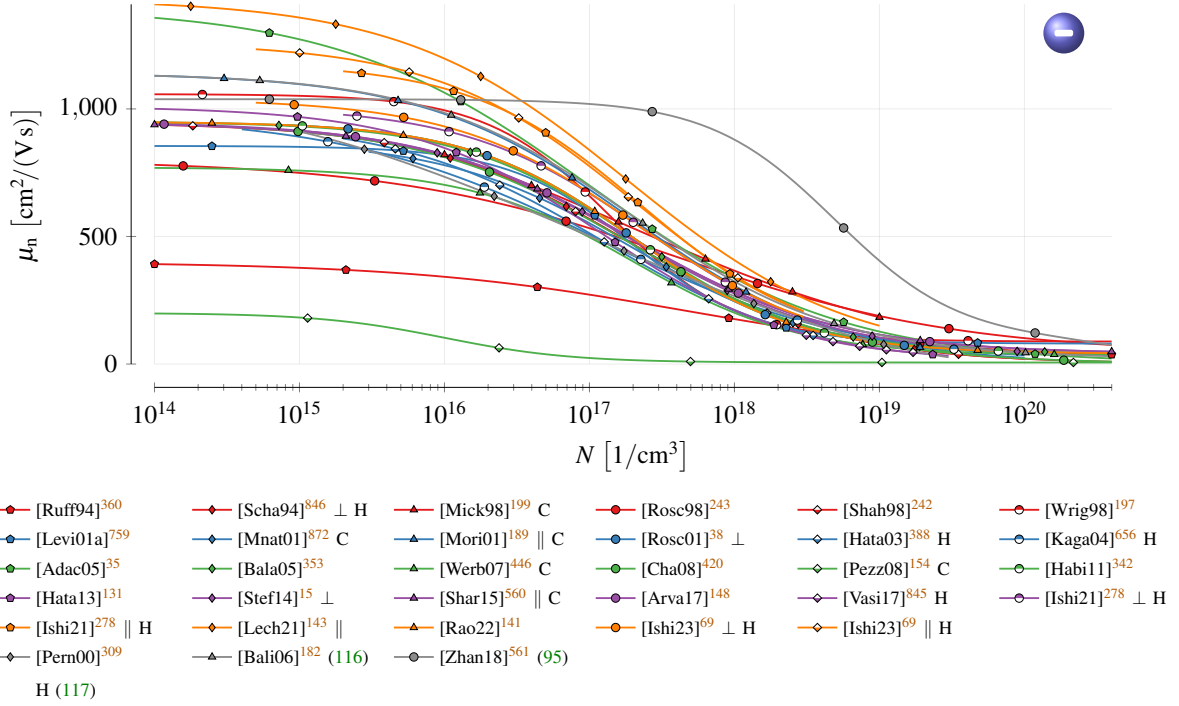 1,000
500
0
μn [cm2/(V s)]
10^14 10^15 10^16 10^17 10^18 10^19 10^20
N [1/cm3]
[Ruff94]360 [Scha94]846 ⊥ H [Mick98]199 C [Rosc98]243 [Shah98]242 [Wrig98]197
[Levi01a]759 [Mnat01]872 C [Mori01]189 ∥ C [Rosc01]38 ⊥ [Hata03]388 H [Kaga04]656 H
[Adac05]35 [Bala05]353 [Werb07]446 C [Cha08]420 [Pezz08]154 C [Habi11]342
[Hata13]131 [Stef14]15 ⊥ [Shar15]560 ∥ C [Arva17]148 [Vasi17]845 H [Ishi21]278 ⊥ H
[Ishi21]278 ∥ H [Lech21]143 ∥ [Rao22]141 [Ishi23]69 ⊥ H [Ishi23]69 ∥ H
[Pern00]309 [Bali06]182 (116) [Zhan18]561 (95)
H (117)